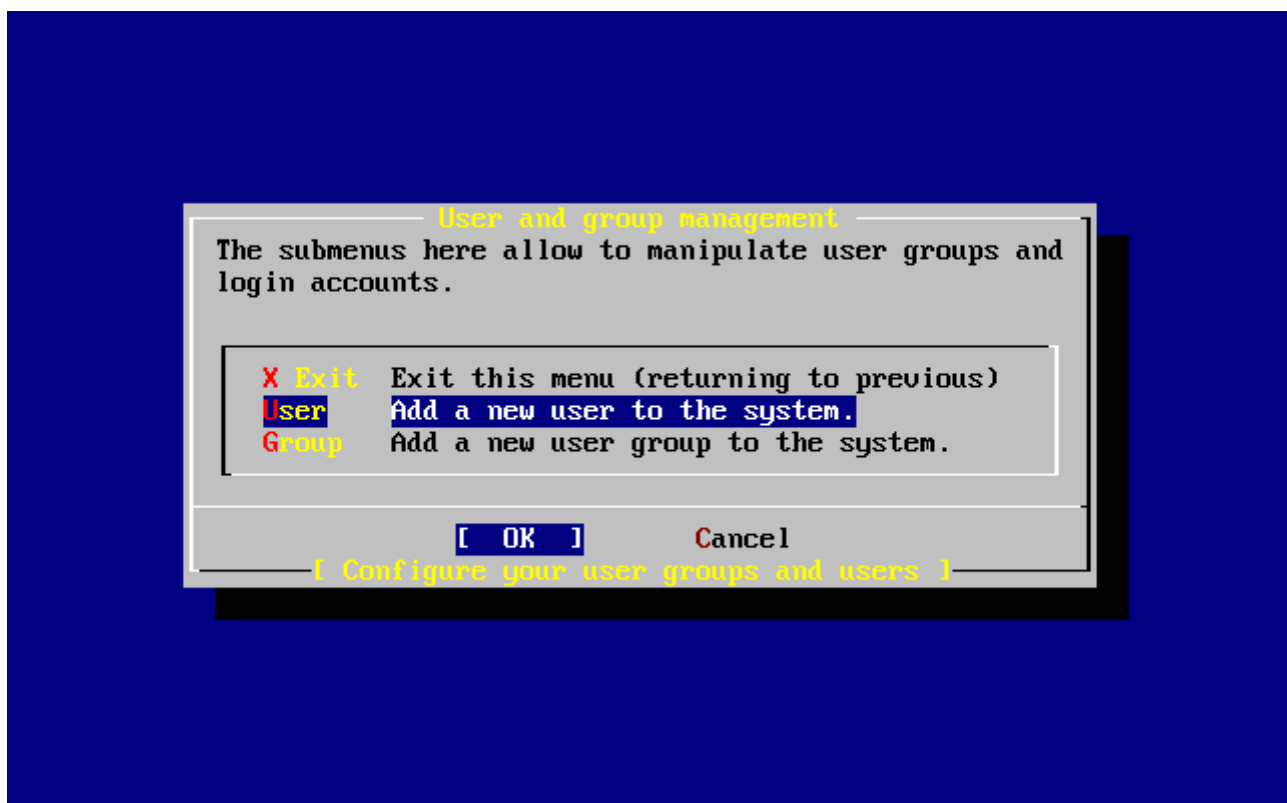 User and group management
The submenus here allow to manipulate user groups and
login accounts.
X Exit Exit this menu (returning to previous)
User Add a new user to the system.
Group Add a new user group to the system.
[ OK ] Cancel
[ Configure your user groups and users ]